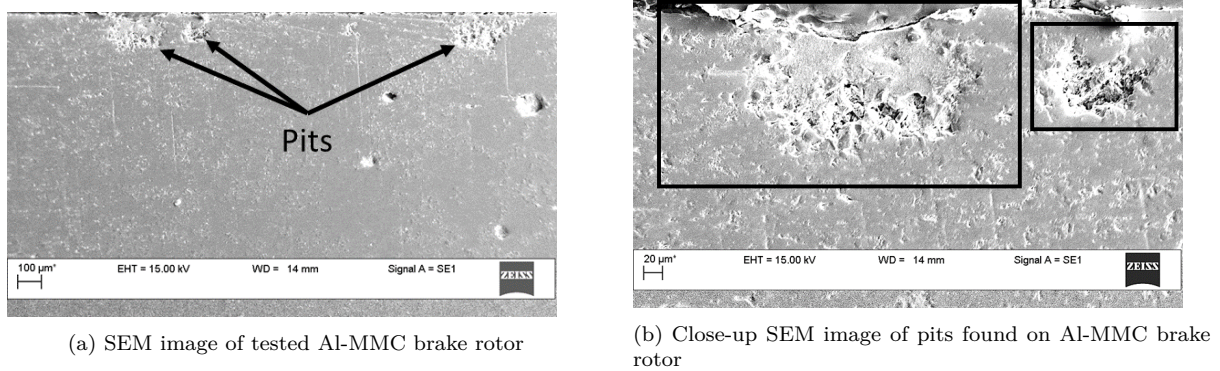 Pits
100 µm*
EHT = 15.00 kV
WD = 14 mm
Signal A = SE1
ZEISS
(a) SEM image of tested Al-MMC brake rotor
20 µm*
EHT = 15.00 kV
WD = 14 mm
Signal A = SE1
ZEISS
(b) Close-up SEM image of pits found on Al-MMC brake
rotor